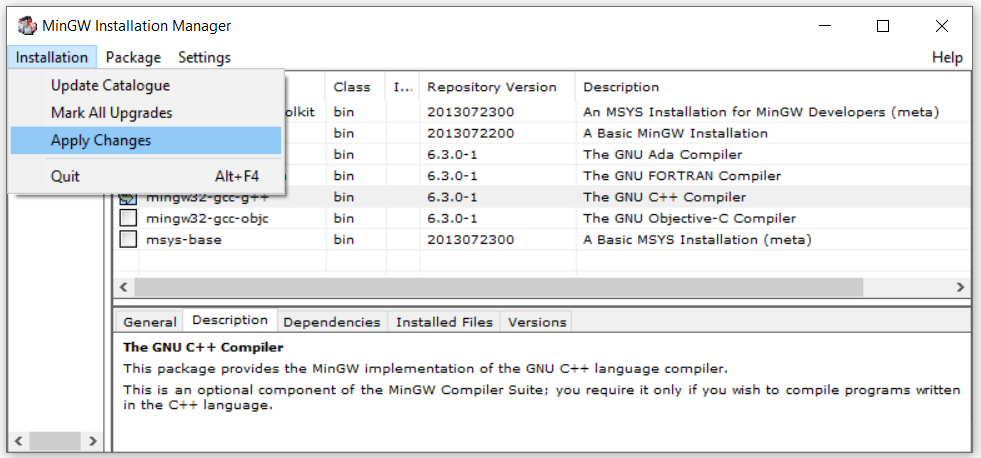 MinGW Installation Manager
Installation Package Settings Help
Update Catalogue
Mark All Upgrades
Apply Changes
Quit Alt+F4
Class I... Repository Version Description
olkit bin 2013072300 An MSYS Installation for MinGW Developers (meta)
bin 2013072200 A Basic MinGW Installation
bin 6.3.0-1 The GNU Ada Compiler
bin 6.3.0-1 The GNU FORTRAN Compiler
mingw32-gcc-g++ bin 6.3.0-1 The GNU C++ Compiler
mingw32-gcc-objc bin 6.3.0-1 The GNU Objective-C Compiler
msys-base bin 2013072300 A Basic MSYS Installation (meta)
General Description Dependencies Installed Files Versions
The GNU C++ Compiler
This package provides the MinGW implementation of the GNU C++ language compiler.
This is an optional component of the MinGW Compiler Suite; you require it only if you wish to compile programs written
in the C++ language.